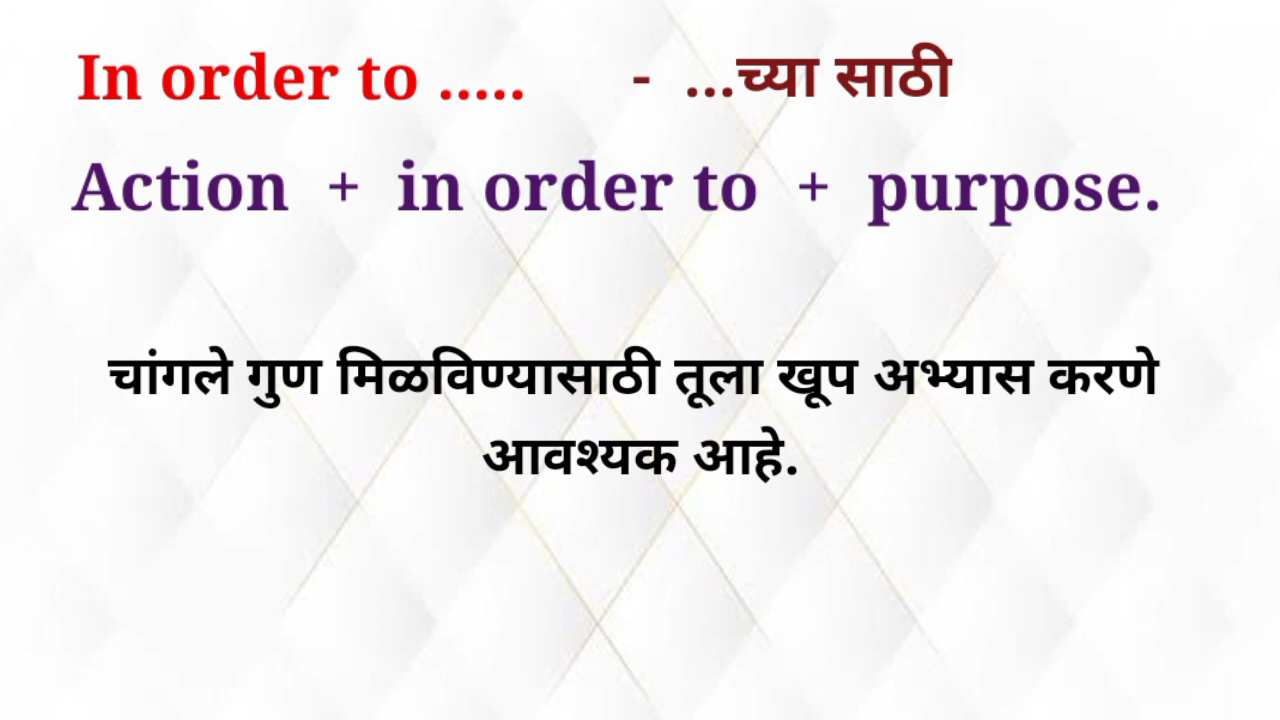 In order to ..... - ...च्या साठी
Action + in order to + purpose.
चांगले गुण मिळविण्यासाठी तूला खूप अभ्यास करणे
आवश्यक आहे.